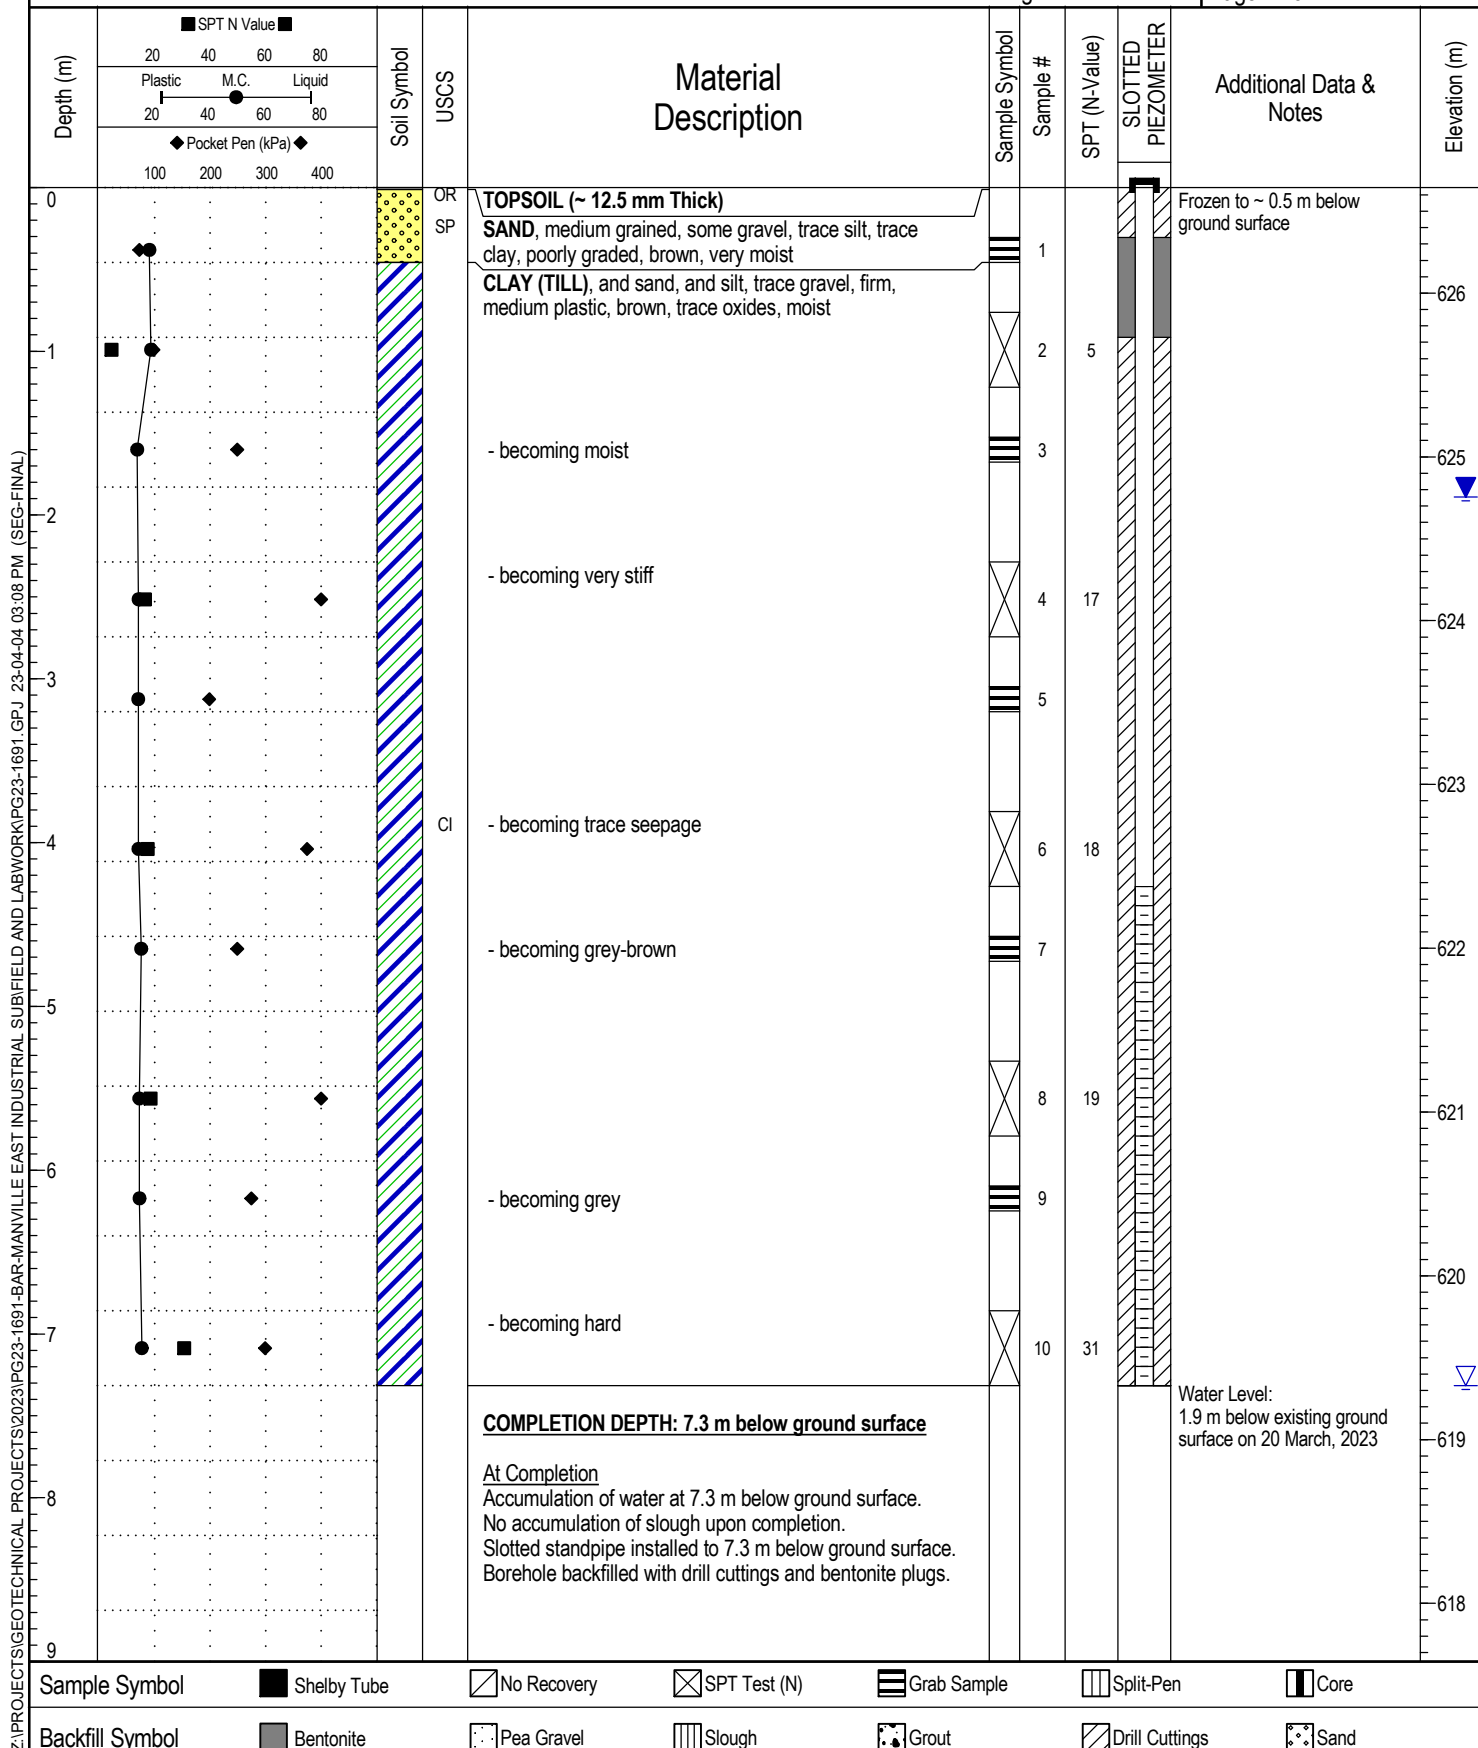 SPT N Value
20 40 60 80
Plastic M.C. Liquid
20 40 60 80
Pocket Pen (kPa)
100 200 300 400
Depth (m)
Soil Symbol
USCS
Material
Description
Sample Symbol
Sample #
SPT (N-Value)
SLOTTED
PIEZOMETER
Additional Data &
Notes
Elevation (m)
0
OR
TOPSOIL (~ 12.5 mm Thick)
Frozen to ~ 0.5 m below
ground surface
SP
SAND, medium grained, some gravel, trace silt, trace
clay, poorly graded, brown, very moist
1
CLAY (TILL), and sand, and silt, trace gravel, firm,
medium plastic, brown, trace oxides, moist
626
1
2 5
- becoming moist
3
625
2
- becoming very stiff
4 17
624
3
5
623
CI
- becoming trace seepage
4
6 18
- becoming grey-brown
7
622
5
8 19
621
6
- becoming grey
9
620
- becoming hard
7
10 31
Water Level:
1.9 m below existing ground
surface on 20 March, 2023
COMPLETION DEPTH: 7.3 m below ground surface
619
At Completion
Accumulation of water at 7.3 m below ground surface.
8
No accumulation of slough upon completion.
Slotted standpipe installed to 7.3 m below ground surface.
Borehole backfilled with drill cuttings and bentonite plugs.
618
9
Sample Symbol Shelby Tube No Recovery SPT Test (N) Grab Sample Split-Pen Core
Backfill Symbol Bentonite Pea Gravel Slough Grout Drill Cuttings Sand
Z:\PROJECTS\GEOTECHNICAL PROJECTS\2023\PG23-1691-BAR-MANVILLE EAST INDUSTRIAL SUB\FIELD AND LABWORK\PG23-1691.GPJ 23-04-04 03:08 PM (SEG-FINAL)